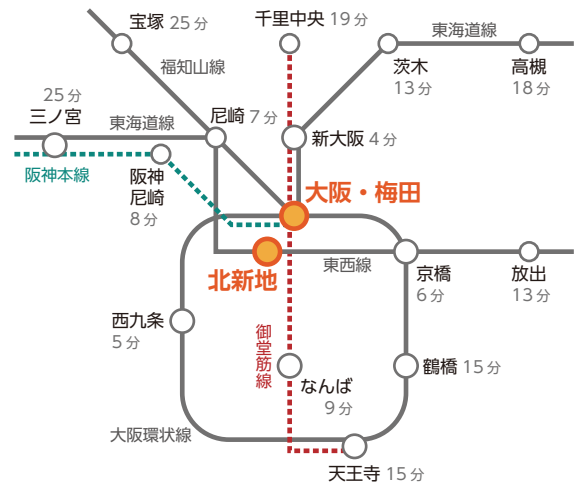 宝塚 25分
千里中央 19分
東海道線
福知山線
茨木
13分
高槻
18分
25分
三ノ宮
東海道線
尼崎 7分
新大阪 4分
阪神本線
阪神
尼崎
8分
大阪・梅田
北新地
東西線
京橋
6分
放出
13分
西九条
5分
御堂筋線
なんば
9分
鶴橋 15分
大阪環状線
天王寺 15分